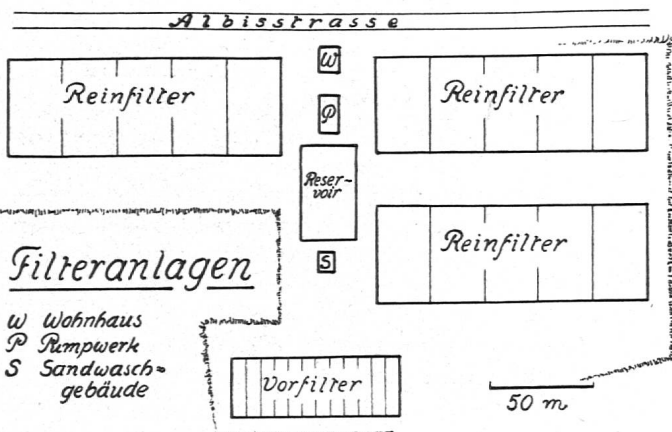 Albisstrasse
W
Reinfilter
Reinfilter
P
Reser-
voir
Reinfilter
S
Filteranlagen
W Wohnhaus
P Pumpwerk
S Sandwasch=
gebäude
Vorfilter
50 m